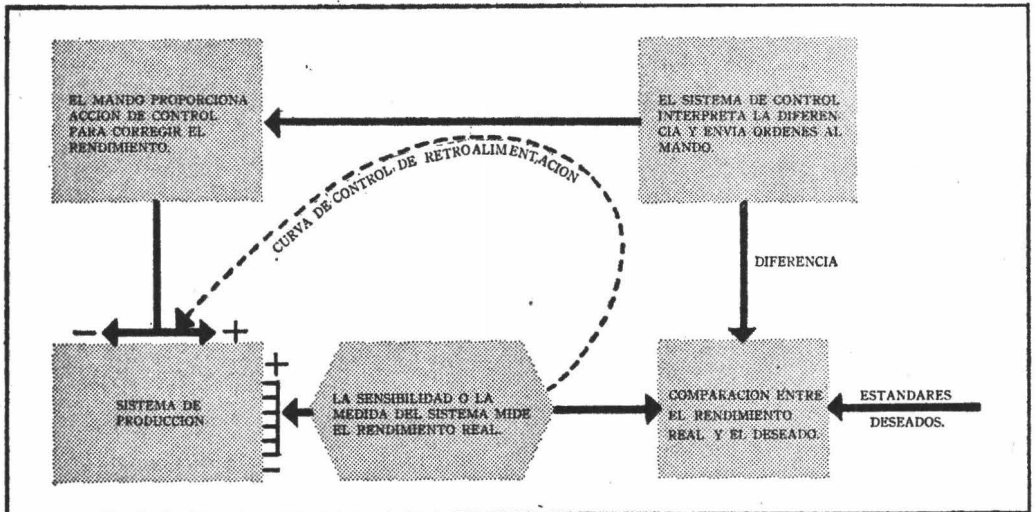 EL MANDO PROPORCIONA
ACCION DE CONTROL
PARA CORREGIR EL
RENDIMIENTO.
EL SISTEMA DE CONTROL
INTERPRETA LA DIFEREN-
CIA Y ENVIA ORDENES AL
MANDO.
CURVA DE CONTROL DE RETROALIMENTACION
DIFERENCIA
- +
SISTEMA DE
PRODUCCION
+
-
LA SENSIBILIDAD O LA
MEDIDA DEL SISTEMA MIDE
EL RENDIMIENTO REAL.
COMPARACION ENTRE
EL RENDIMIENTO
REAL Y EL DESEADO.
ESTANDARES
DESEADOS.